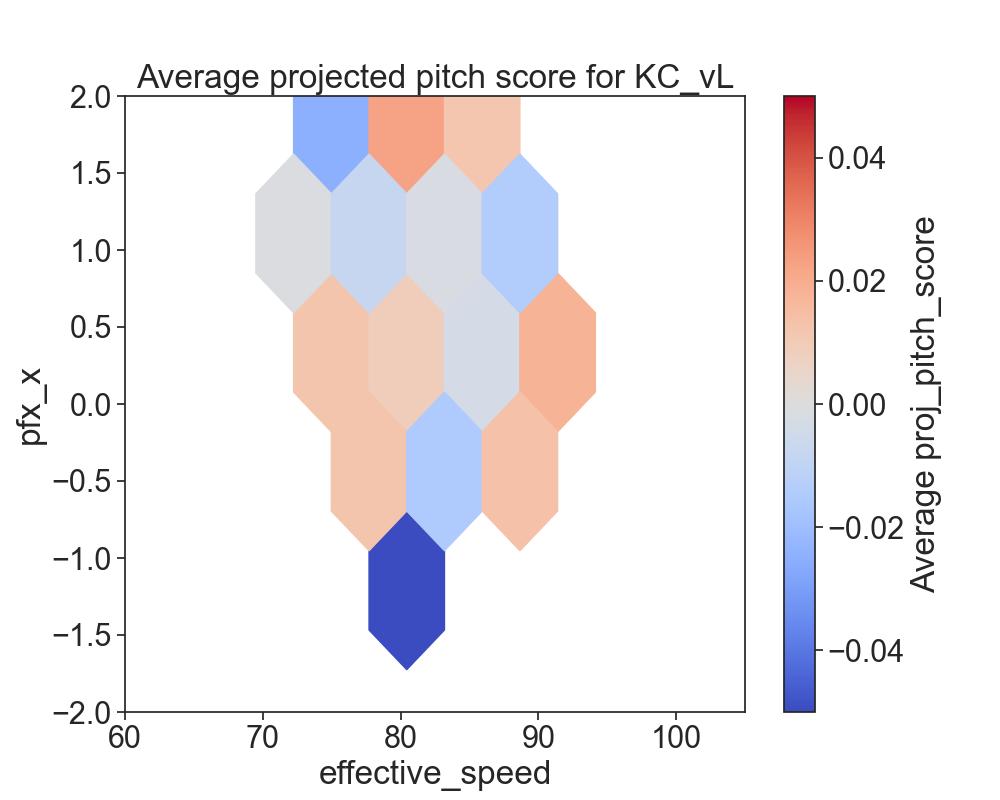 Average projected pitch score for KC_vL
2.0
1.5
1.0
0.5
0.0
−0.5
−1.0
−1.5
−2.0
pfx_x
60 70 80 90 100
effective_speed
0.04
0.02
0.00
−0.02
−0.04
Average proj_pitch_score